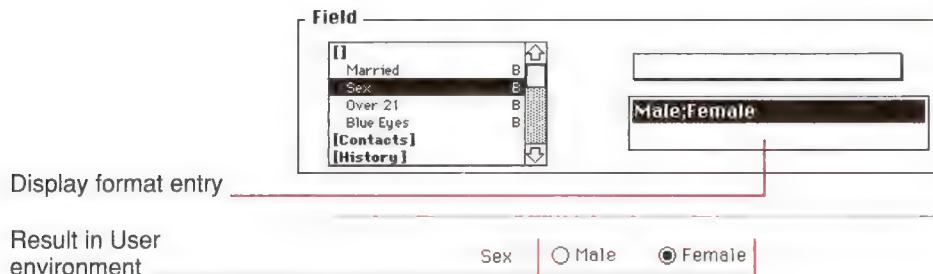 Field
[]
Married B
Sex B
Over 21 B
Blue Eyes B
[Contacts]
[History]
Male;Female
Display format entry
Result in User
environment
Sex Male Female